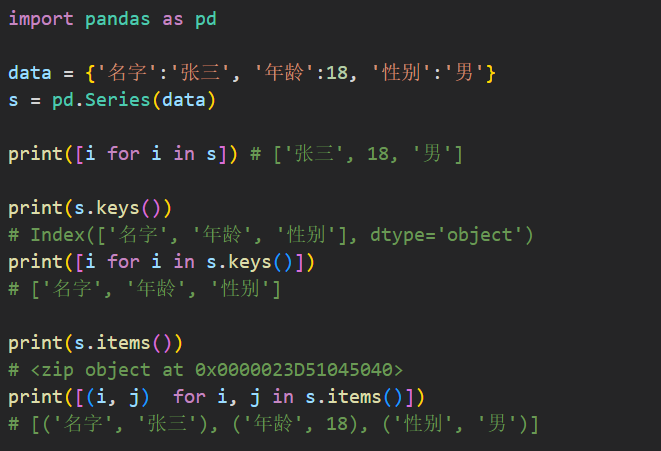 import pandas as pd
data = {'名字':'张三', '年龄':18, '性别':'男'}
s = pd.Series(data)
print([i for i in s]) # ['张三', 18, '男']
print(s.keys())
# Index(['名字', '年龄', '性别'], dtype='object')
print([i for i in s.keys()])
# ['名字', '年龄', '性别']
print(s.items())
# <zip object at 0x0000023D51045040>
print([(i, j)  for i, j in s.items()])
# [('名字', '张三'), ('年龄', 18), ('性别', '男')]